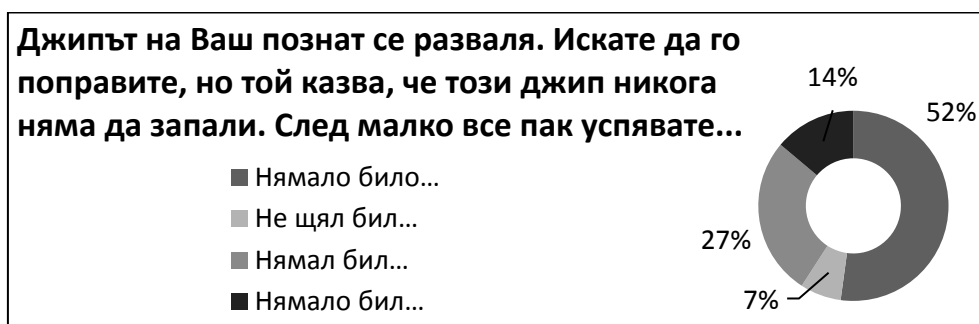 Джипът на Ваш познат се разваля. Искате да го
поправите, но той казва, че този джип никога
няма да запали. След малко все пак успявате...
Нямало било...
Не щял бил...
Нямал бил...
Нямало бил...
14%
52%
27%
7%